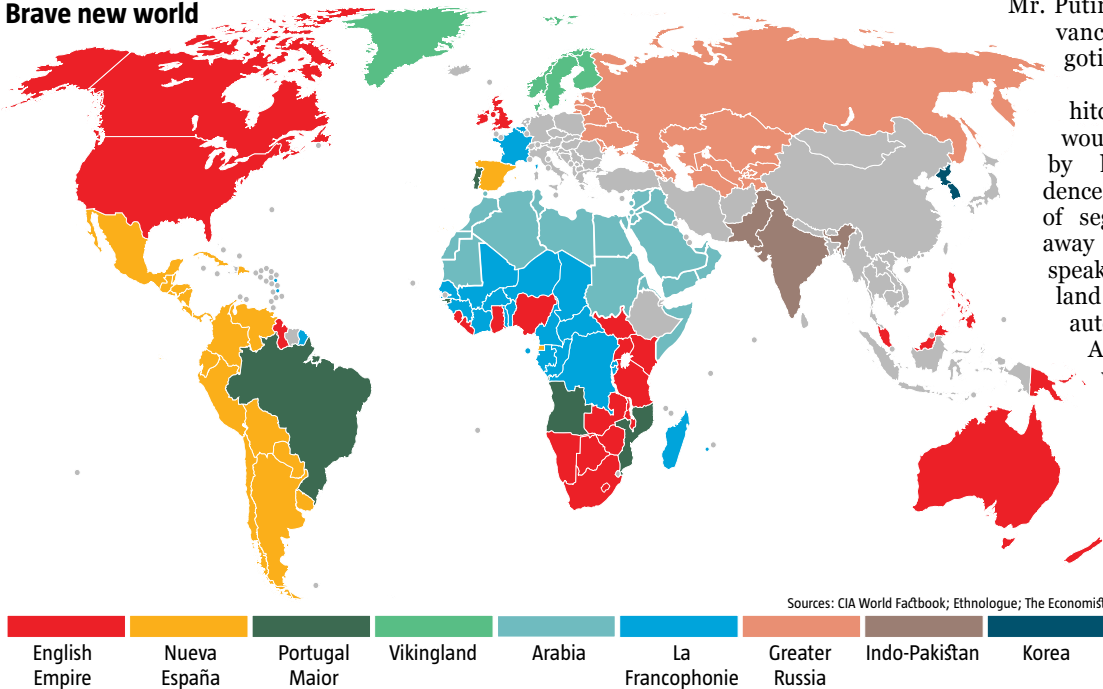 Brave new world
Mr. Putin
vanc
goti
hitc
wou
by
dence
of seg
away
speak
land
aut
A
Sources: CIA World Factbook; Ethnologue; The Economist
English
Empire
Nueva
España
Portugal
Maior
Vikingland
Arabia
La
Francophonie
Greater
Russia
Indo-Pakistan
Korea